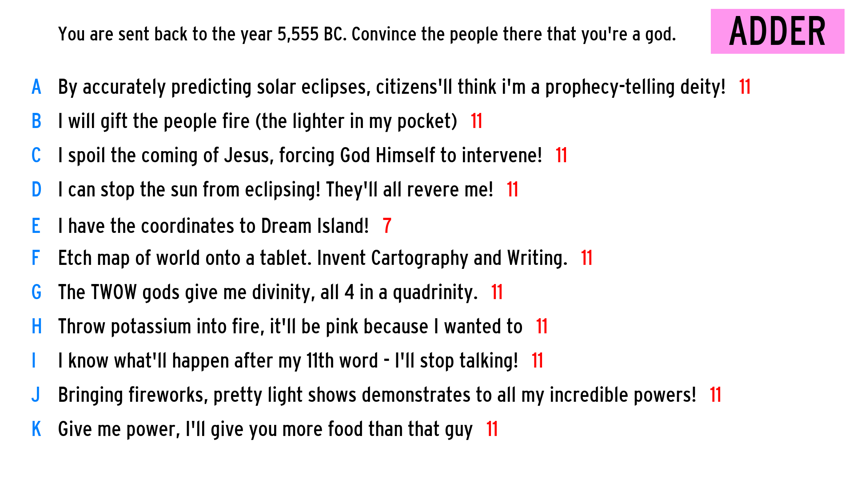 You are sent back to the year 5,555 BC. Convince the people there that you're a god.
ADDER
A By accurately predicting solar eclipses, citizens'll think i'm a prophecy-telling deity! 11
B I will gift the people fire (the lighter in my pocket) 11
C I spoil the coming of Jesus, forcing God Himself to intervene! 11
D I can stop the sun from eclipsing! They'll all revere me! 11
E I have the coordinates to Dream Island! 7
F Etch map of world onto a tablet. Invent Cartography and Writing. 11
G The TWOW gods give me divinity, all 4 in a quadrinity. 11
H Throw potassium into fire, it'll be pink because I wanted to 11
I I know what'll happen after my 11th word - I'll stop talking! 11
J Bringing fireworks, pretty light shows demonstrates to all my incredible powers! 11
K Give me power, I'll give you more food than that guy 11